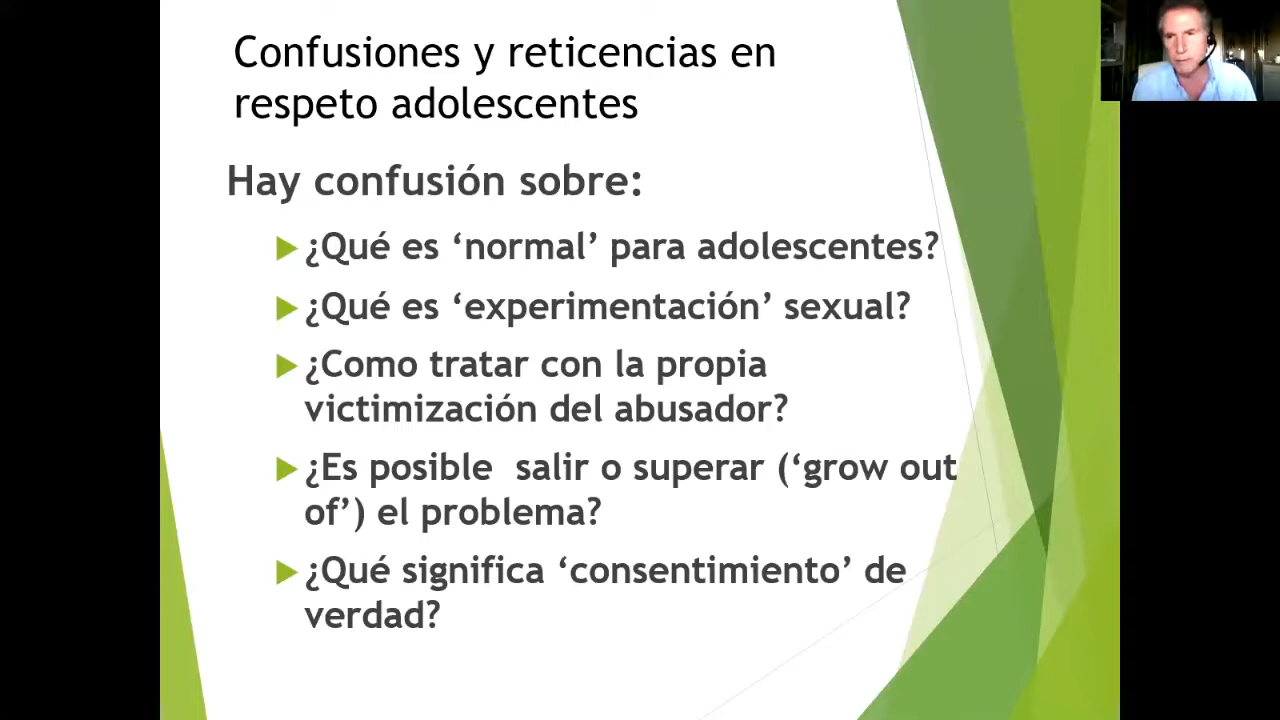 Confusiones y reticencias en
respeto adolescentes
Hay confusión sobre:
¿Qué es ‘normal’ para adolescentes?
¿Qué es ‘experimentación’ sexual?
¿Como tratar con la propia
victimización del abusador?
¿Es posible  salir o superar (‘grow out
of’) el problema?
¿Qué significa ‘consentimiento’ de
verdad?